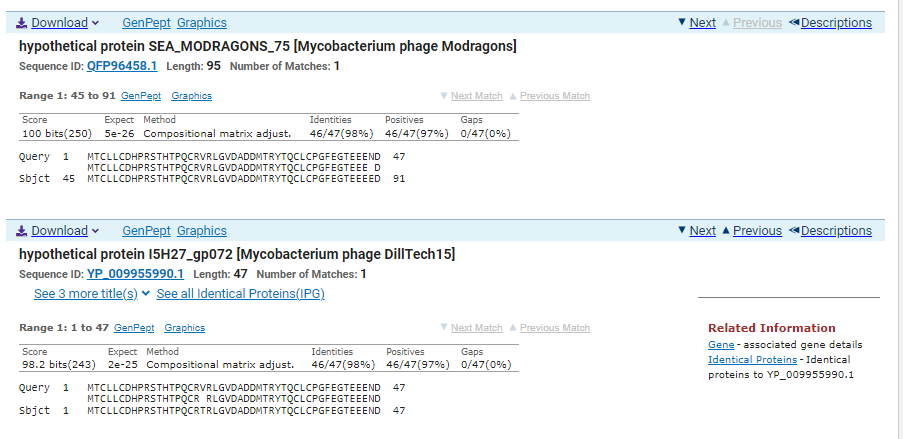 Download GenPept Graphics Next Previous Descriptions
hypothetical protein SEA_MODRAGONS_75 [Mycobacterium phage Modragons]
Sequence ID: QFP96458.1 Length: 95 Number of Matches: 1
Range 1: 45 to 91 GenPept Graphics Next Match Previous Match
Score Expect Method Identities Positives Gaps
100 bits(250) 5e-26 Compositional matrix adjust. 46/47(98%) 46/47(97%) 0/47(0%)
Query 1 MTCLLCDHPRSTHTPQCRVRLGVDADDMTRYTQCLCPGFEGTEEEND 47
MTCLLCDHPRSTHTPQCRVRLGVDADDMTRYTQCLCPGFEGTEEE D
Sbjct 45 MTCLLCDHPRSTHTPQCRVRLGVDADDMTRYTQCLCPGFEGTEEEED 91
Download GenPept Graphics Next Previous Descriptions
hypothetical protein I5H27_gp072 [Mycobacterium phage DillTech15]
Sequence ID: YP_009955990.1 Length: 47 Number of Matches: 1
See 3 more title(s) See all Identical Proteins(IPG)
Range 1: 1 to 47 GenPept Graphics Next Match Previous Match
Score Expect Method Identities Positives Gaps
98.2 bits(243) 2e-25 Compositional matrix adjust. 46/47(98%) 46/47(97%) 0/47(0%)
Query 1 MTCLLCDHPRSTHTPQCRVRLGVDADDMTRYTQCLCPGFEGTEEEND 47
MTCLLCDHPRSTHTPQCR RLGVDADDMTRYTQCLCPGFEGTEEEND
Sbjct 1 MTCLLCDHPRSTHTPQCRTRLGVDADDMTRYTQCLCPGFEGTEEEND 47
Related Information
Gene - associated gene details
Identical Proteins - Identical
proteins to YP_009955990.1